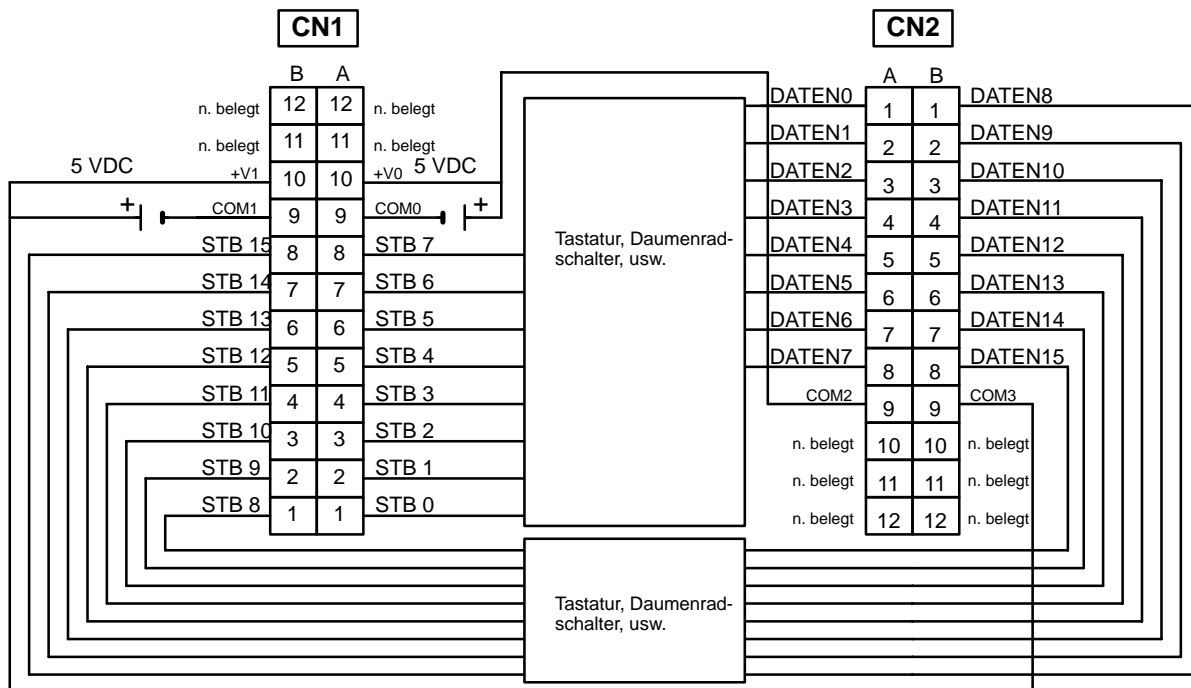 CN1
CN2
B A
A B
n. belegt 12 12 n. belegt
n. belegt 11 11 n. belegt
5 VDC +V1 10 10 +V0 5 VDC
+ COM1 9 9 COM0 +
STB 15 8 8 STB 7
STB 14 7 7 STB 6
STB 13 6 6 STB 5
STB 12 5 5 STB 4
STB 11 4 4 STB 3
STB 10 3 3 STB 2
STB 9 2 2 STB 1
STB 8 1 1 STB 0
Tastatur, Daumenrad-
schalter, usw.
DATEN0 1 1 DATEN8
DATEN1 2 2 DATEN9
DATEN2 3 3 DATEN10
DATEN3 4 4 DATEN11
DATEN4 5 5 DATEN12
DATEN5 6 6 DATEN13
DATEN6 7 7 DATEN14
DATEN7 8 8 DATEN15
COM2 9 9 COM3
n. belegt 10 10 n. belegt
n. belegt 11 11 n. belegt
n. belegt 12 12 n. belegt
Tastatur, Daumenrad-
schalter, usw.